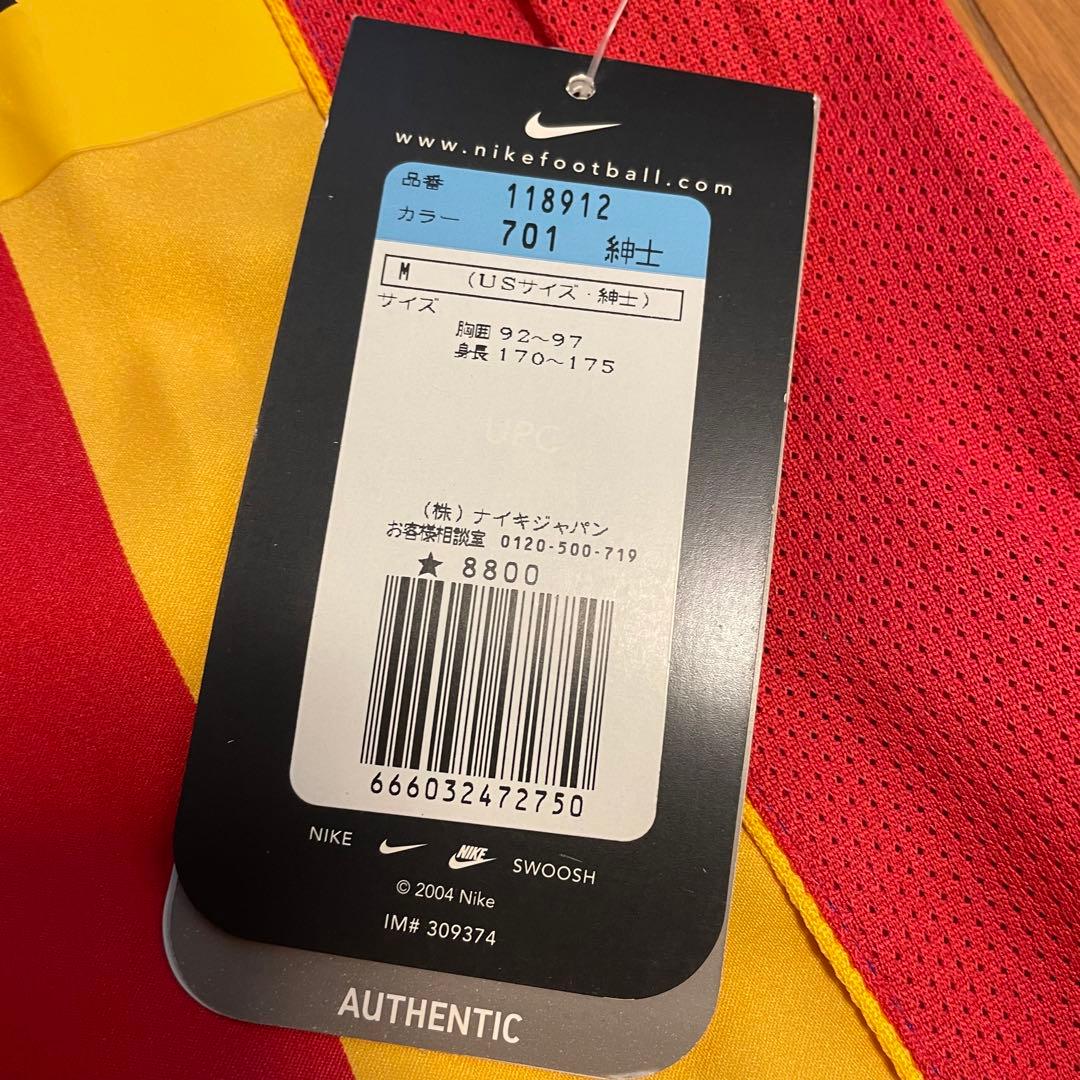 www.nikefootball.com
品番 118912
カラー 701 紳士
M (USサイズ・紳士)
サイズ
胸囲 92～97
身長 170～175
UPC
(株)ナイキジャパン
お客様相談室 0120-500-719
★ 8800
666032472750
NIKE NIKE SWOOSH
© 2004 Nike
IM# 309374
AUTHENTIC